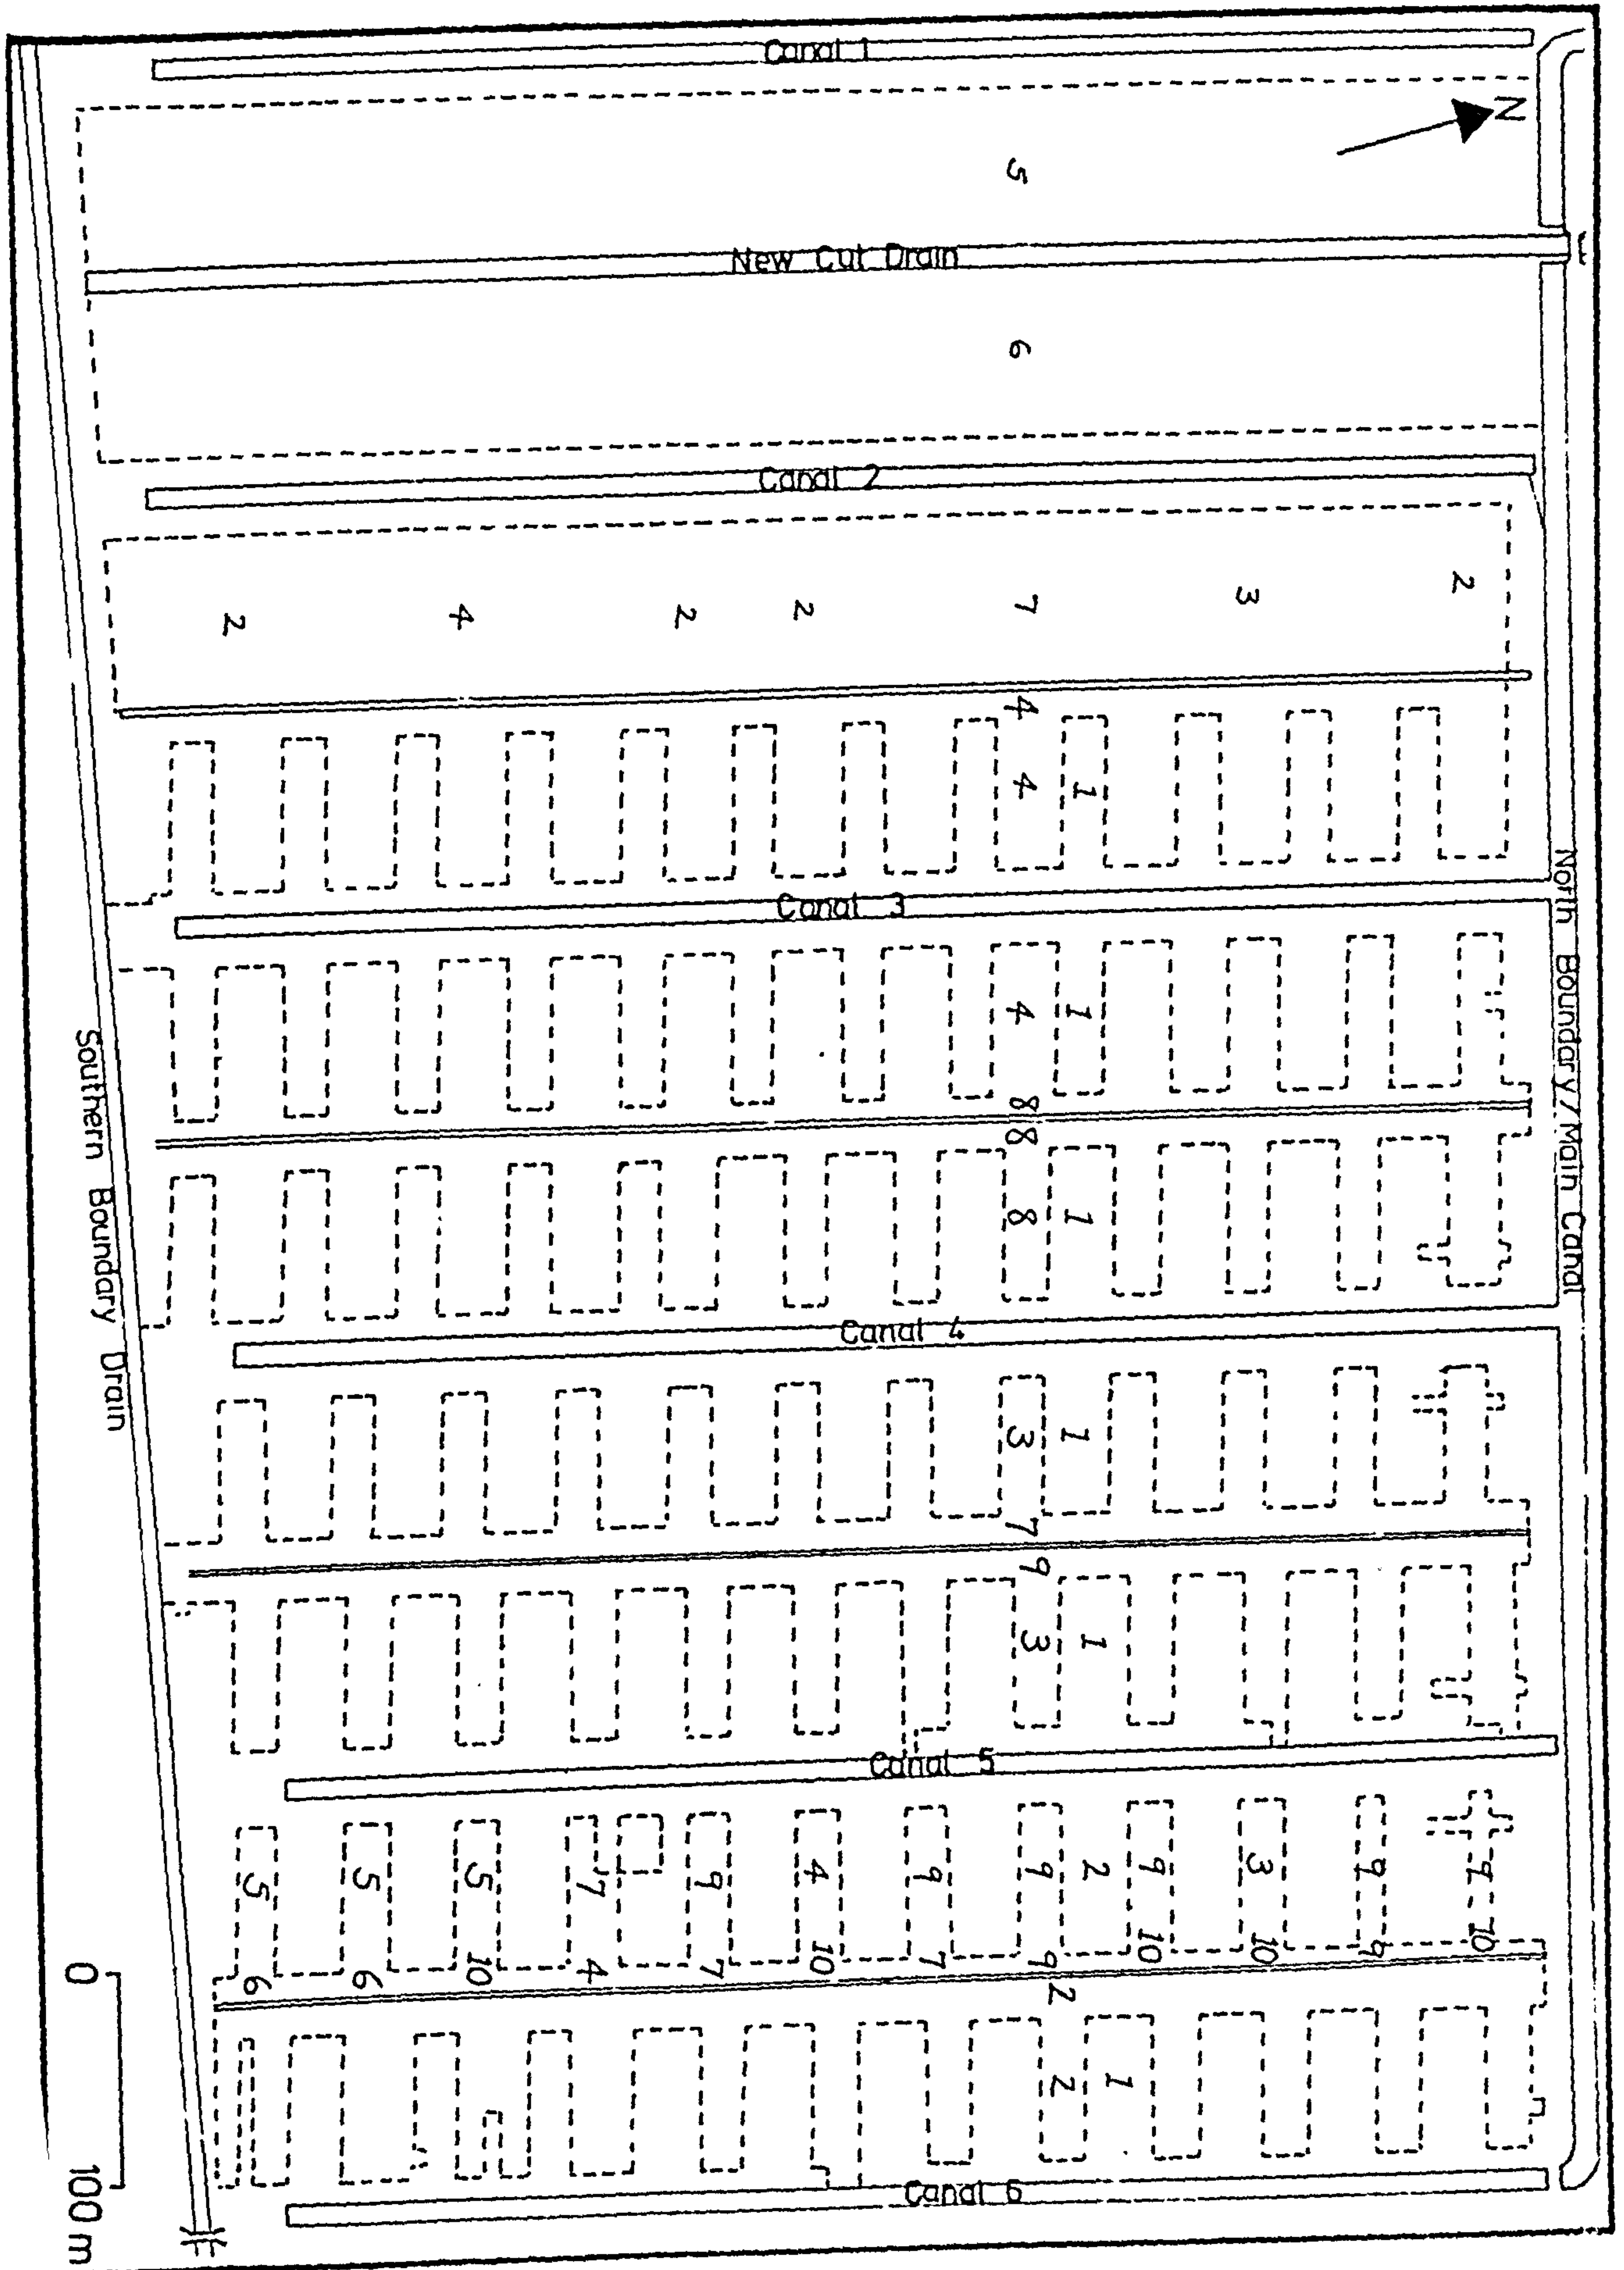 Canal 1
N
5
New Cut Drain
6
Canal 2
2 4 2 2 7 3 2
4
4 1
Canal 3
4 1
8
8
8 1
Canal 4
3 1
7
9
3 1
Canal 5
5 5 5 7 9 4 9 9 2 9 3 9 9
6 6 10 4 7 10 7 9 10 10 9 10
2
2 1
Canal 6
North Boundary/Main Canal
Southern Boundary Drain
0 100 m